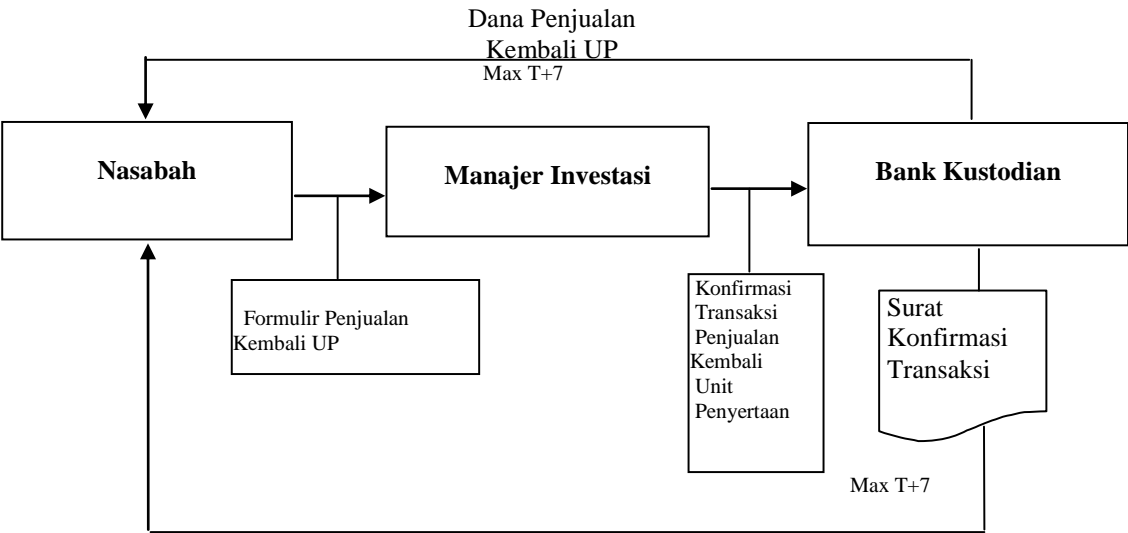 Dana Penjualan
Kembali UP
Max T+7
Nasabah
Manajer Investasi
Bank Kustodian
Formulir Penjualan
Kembali UP
Konfirmasi
Transaksi
Penjualan
Kembali
Unit
Penyertaan
Surat
Konfirmasi
Transaksi
Max T+7